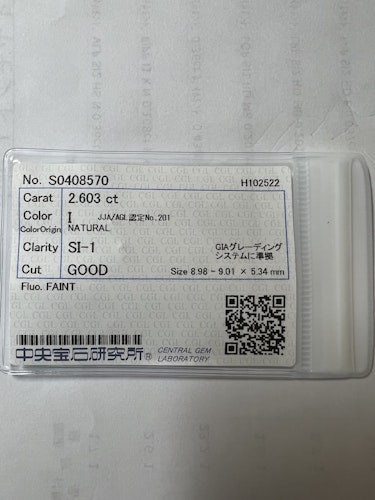 No. S0408570 H102522
Carat 2.603 ct
Color I JJA/AGL認定No.201
ColorOrigin NATURAL
Clarity SI-1 GIAグレーディング
システムに準拠
Cut GOOD Size 8.98 - 9.01 × 5.34 mm
Fluo. FAINT
中央宝石研究所® CENTRAL GEM
LABORATORY.